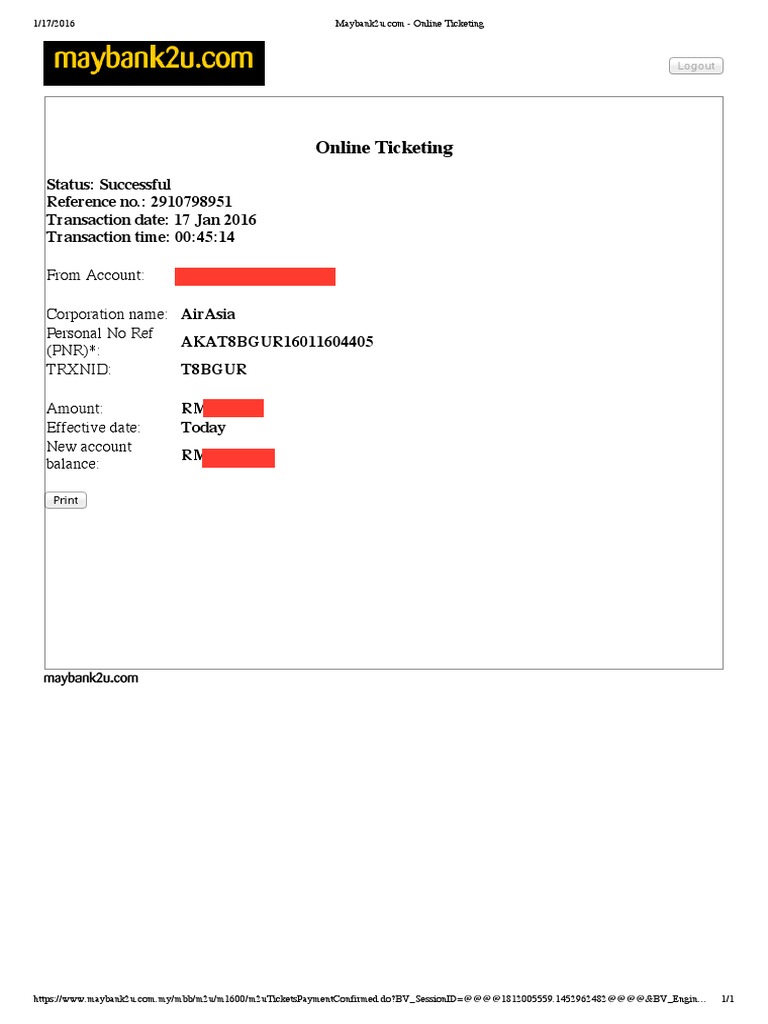 1/17/2016 Maybank2u.com - Online Ticketing
maybank2u.com
Logout
Online Ticketing
Status: Successful
Reference no.: 2910798951
Transaction date: 17 Jan 2016
Transaction time: 00:45:14
From Account:
Corporation name: AirAsia
Personal No Ref
(PNR)*: AKAT8BGUR16011604405
TRXNID: T8BGUR
Amount: RM
Effective date: Today
New account
balance: RM
Print
maybank2u.com
https://www.maybank2u.com.my/mbb/m2u/m1600/m2uTicketsPaymentConfirmed.do?BV_SessionID=@@@@1812005559.1452962482@@@@&BV_Engin... 1/1